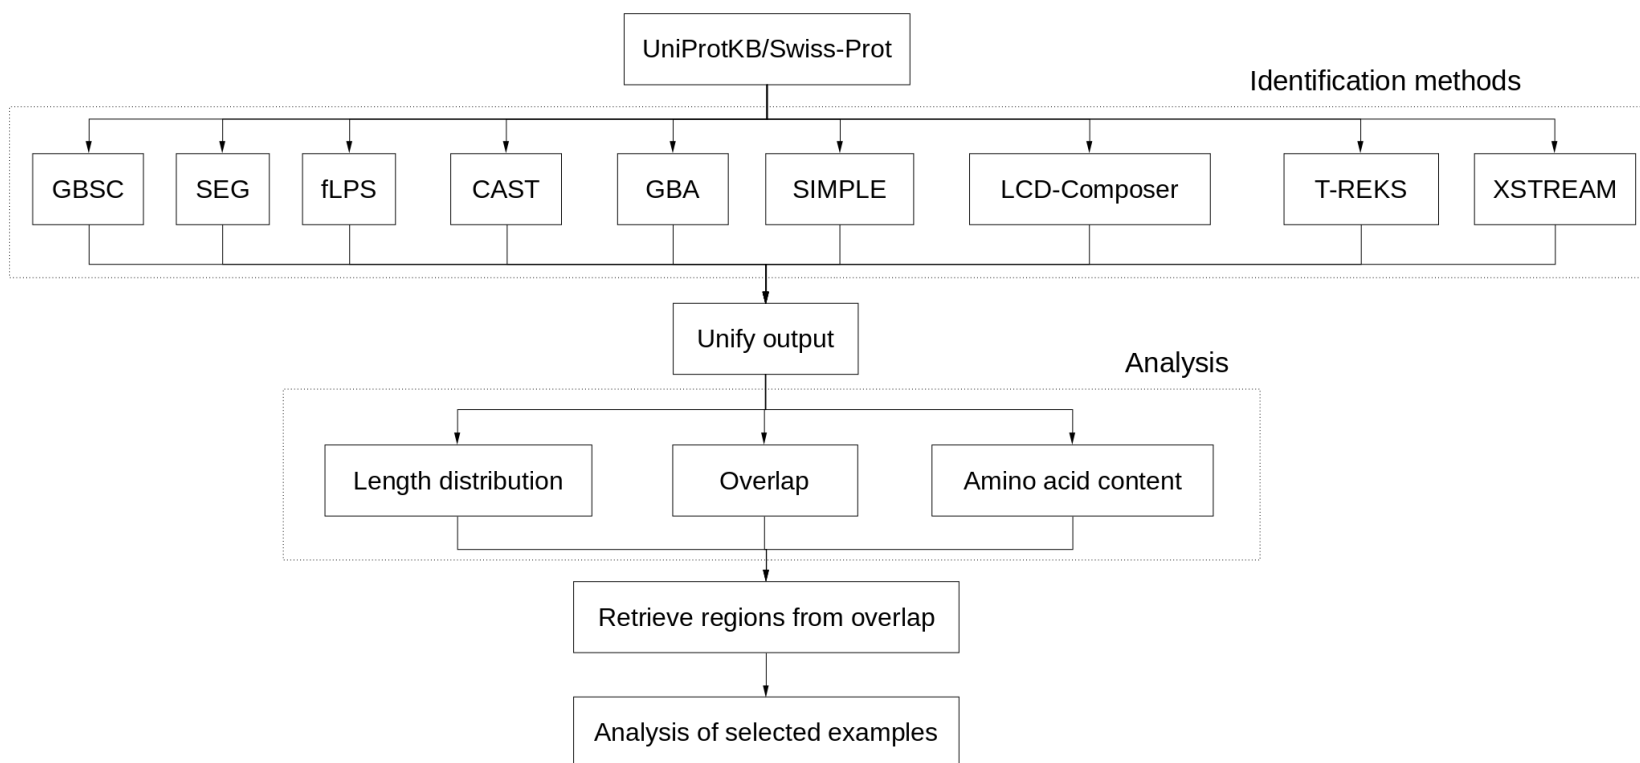 UniProtKB/Swiss-Prot
Identification methods
GBSC
SEG
fLPS
CAST
GBA
SIMPLE
LCD-Composer
T-REKS
XSTREAM
Unify output
Analysis
Length distribution
Overlap
Amino acid content
Retrieve regions from overlap
Analysis of selected examples